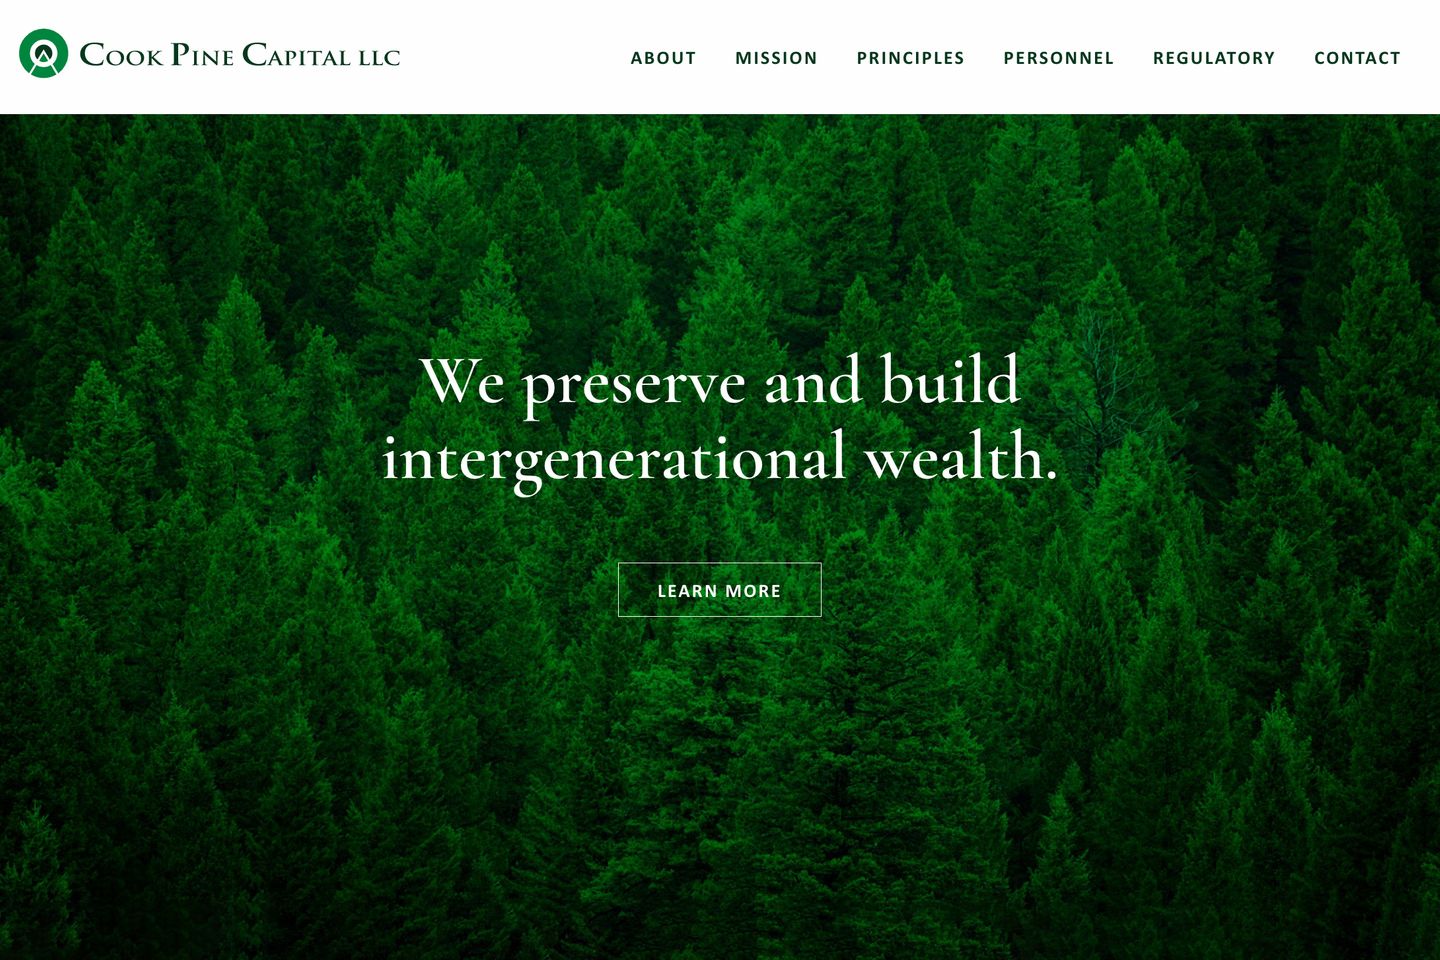 COOK PINE CAPITAL LLC
ABOUT MISSION PRINCIPLES PERSONNEL REGULATORY CONTACT
We preserve and build
intergenerational wealth.
LEARN MORE